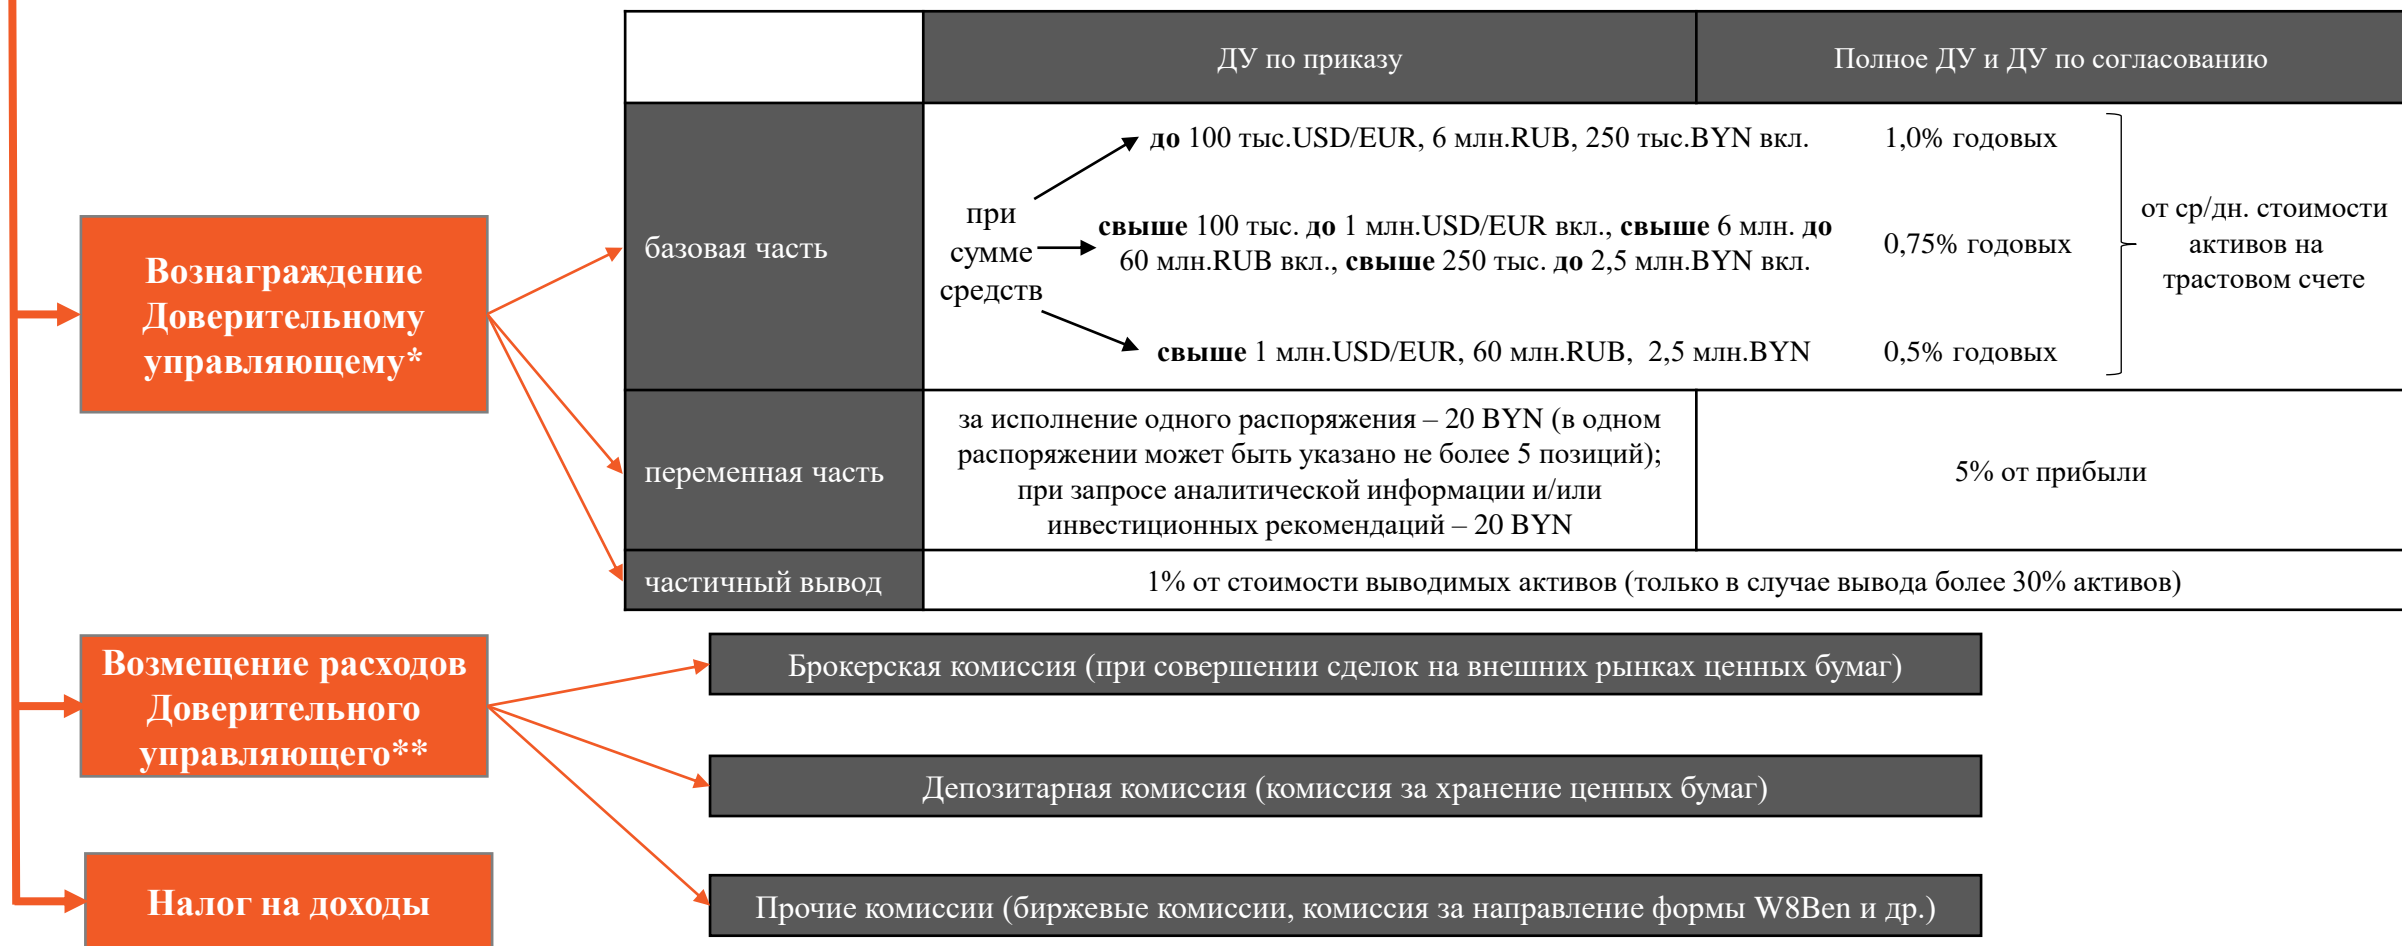 ДУ по приказу
Полное ДУ и ДУ по согласованию
Вознаграждение
Доверительному
управляющему*
базовая часть
при
сумме
средств
до 100 тыс.USD/EUR, 6 млн.RUB, 250 тыс.BYN вкл.
1,0% годовых
свыше 100 тыс. до 1 млн.USD/EUR вкл., свыше 6 млн. до
60 млн.RUB вкл., свыше 250 тыс. до 2,5 млн.BYN вкл.
0,75% годовых
свыше 1 млн.USD/EUR, 60 млн.RUB, 2,5 млн.BYN
0,5% годовых
от ср/дн. стоимости
активов на
трастовом счете
переменная часть
за исполнение одного распоряжения – 20 BYN (в одном
распоряжении может быть указано не более 5 позиций);
при запросе аналитической информации и/или
инвестиционных рекомендаций – 20 BYN
5% от прибыли
частичный вывод
1% от стоимости выводимых активов (только в случае вывода более 30% активов)
Возмещение расходов
Доверительного
управляющего**
Брокерская комиссия (при совершении сделок на внешних рынках ценных бумаг)
Депозитарная комиссия (комиссия за хранение ценных бумаг)
Прочие комиссии (биржевые комиссии, комиссия за направление формы W8Ben и др.)
Налог на доходы